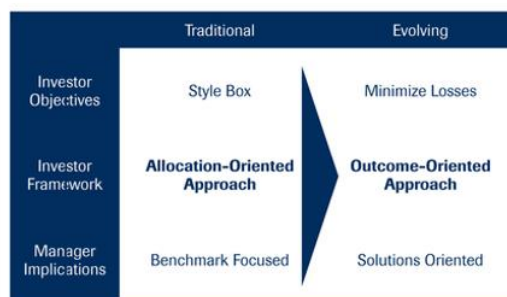 Traditional
Evolving
Investor
Objectives
Style Box
Minimize Losses
Investor
Framework
Allocation-Oriented
Approach
Outcome-Oriented
Approach
Manager
Implications
Benchmark Focused
Solutions Oriented